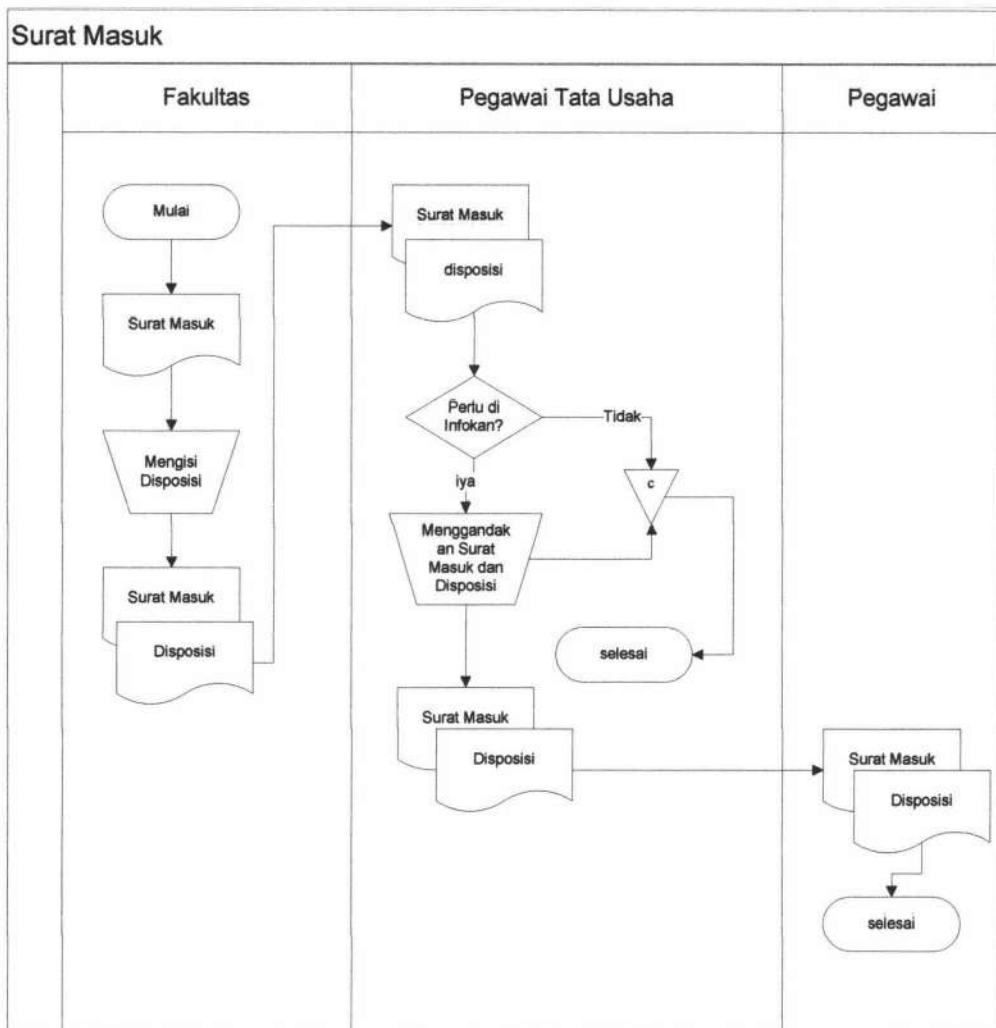 Surat Masuk
Fakultas
Pegawai Tata Usaha
Pegawai
Mulai
Surat Masuk
Mengisi
Disposisi
Surat Masuk
Disposisi
Surat Masuk
disposisi
Perlu di
Infokan?
Tidak
iya
c
Menggandak
an Surat
Masuk dan
Disposisi
selesai
Surat Masuk
Disposisi
Surat Masuk
Disposisi
selesai